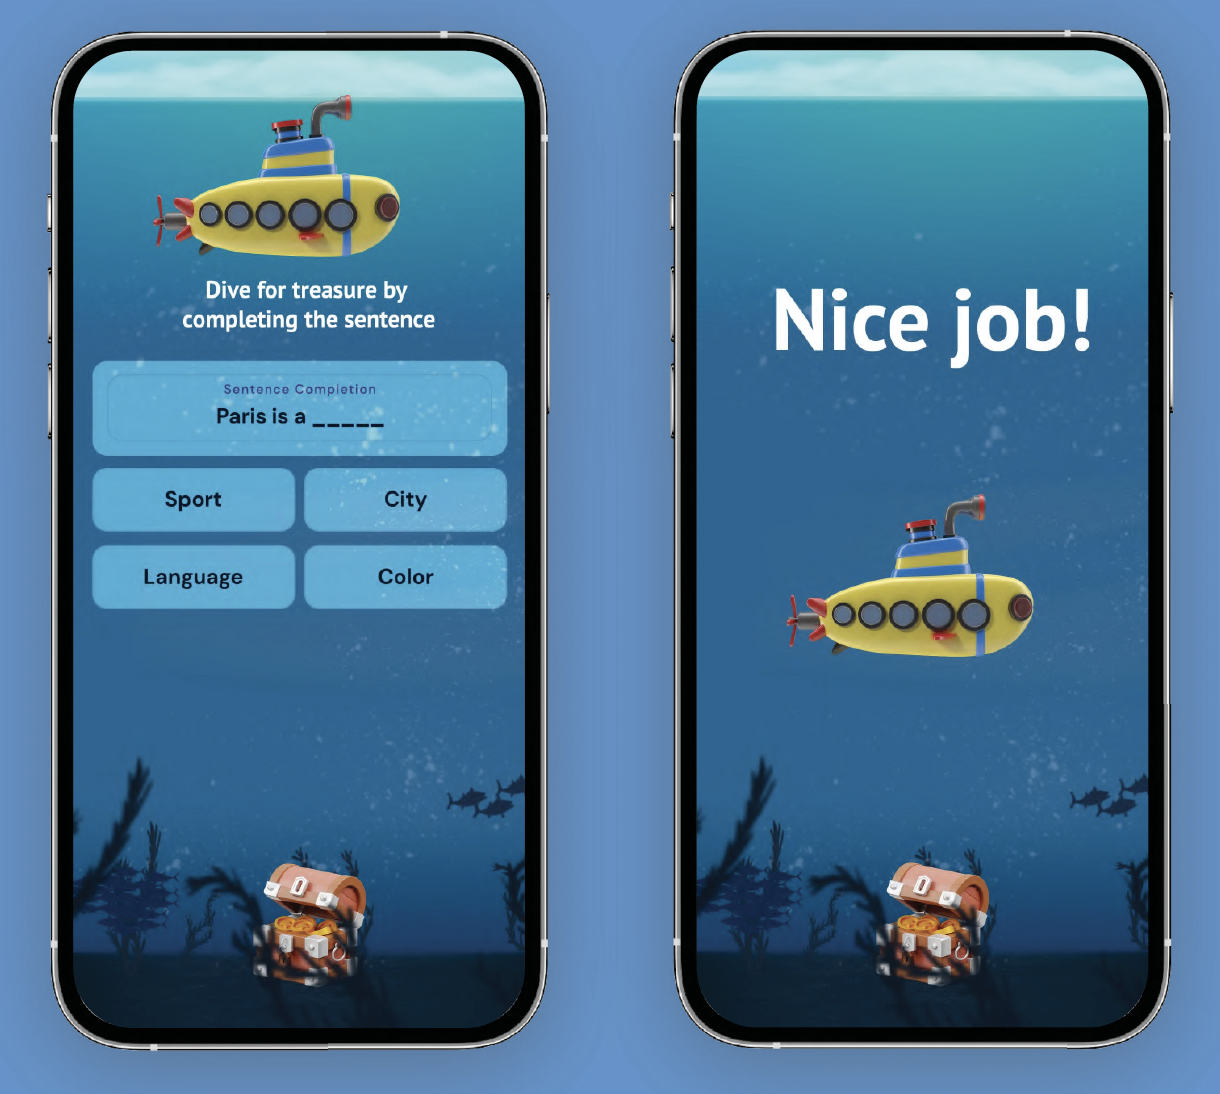 Dive for treasure by
completing the sentence
Sentence Completion
Paris is a _____
Sport
City
Language
Color
Nice job!